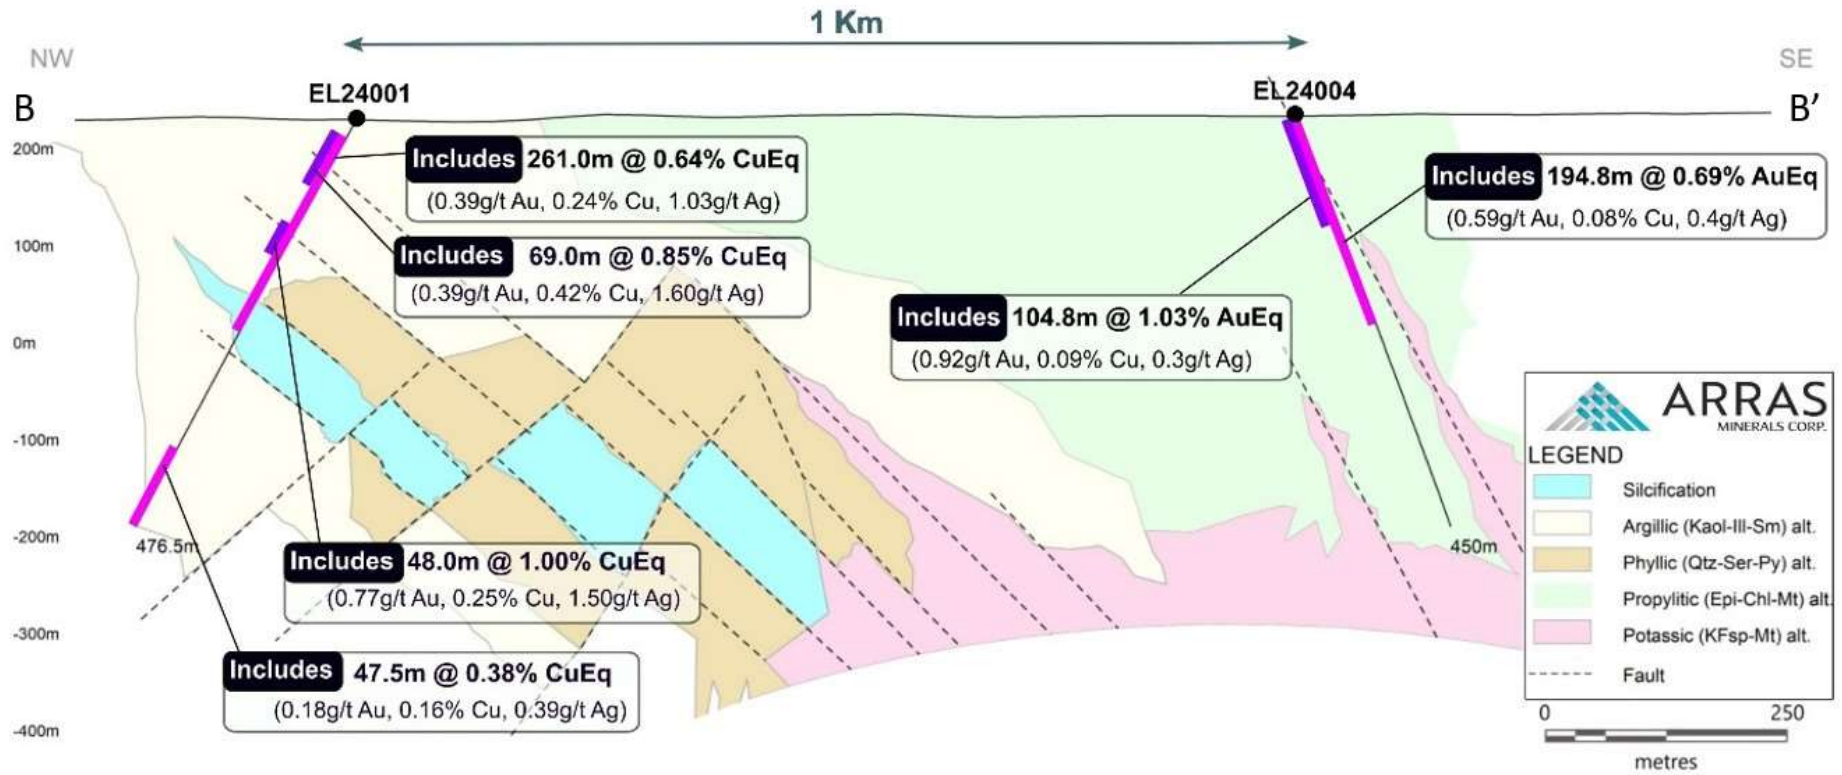 1 Km
NW
SE
B
EL24001
EL24004
B'
200m
100m
0m
-100m
-200m
-300m
-400m
Includes 261.0m @ 0.64% CuEq
(0.39g/t Au, 0.24% Cu, 1.03g/t Ag)
Includes 69.0m @ 0.85% CuEq
(0.39g/t Au, 0.42% Cu, 1.60g/t Ag)
Includes 194.8m @ 0.69% AuEq
(0.59g/t Au, 0.08% Cu, 0.4g/t Ag)
Includes 104.8m @ 1.03% AuEq
(0.92g/t Au, 0.09% Cu, 0.3g/t Ag)
476.5m
450m
Includes 48.0m @ 1.00% CuEq
(0.77g/t Au, 0.25% Cu, 1.50g/t Ag)
Includes 47.5m @ 0.38% CuEq
(0.18g/t Au, 0.16% Cu, 0.39g/t Ag)
ARRAS
MINERALS CORP.
LEGEND
Silcification
Argillic (Kaol-Ill-Sm) alt.
Phyllic (Qtz-Ser-Py) alt.
Propylitic (Epi-Chl-Mt) alt.
Potassic (KFsp-Mt) alt.
Fault
0 250
metres